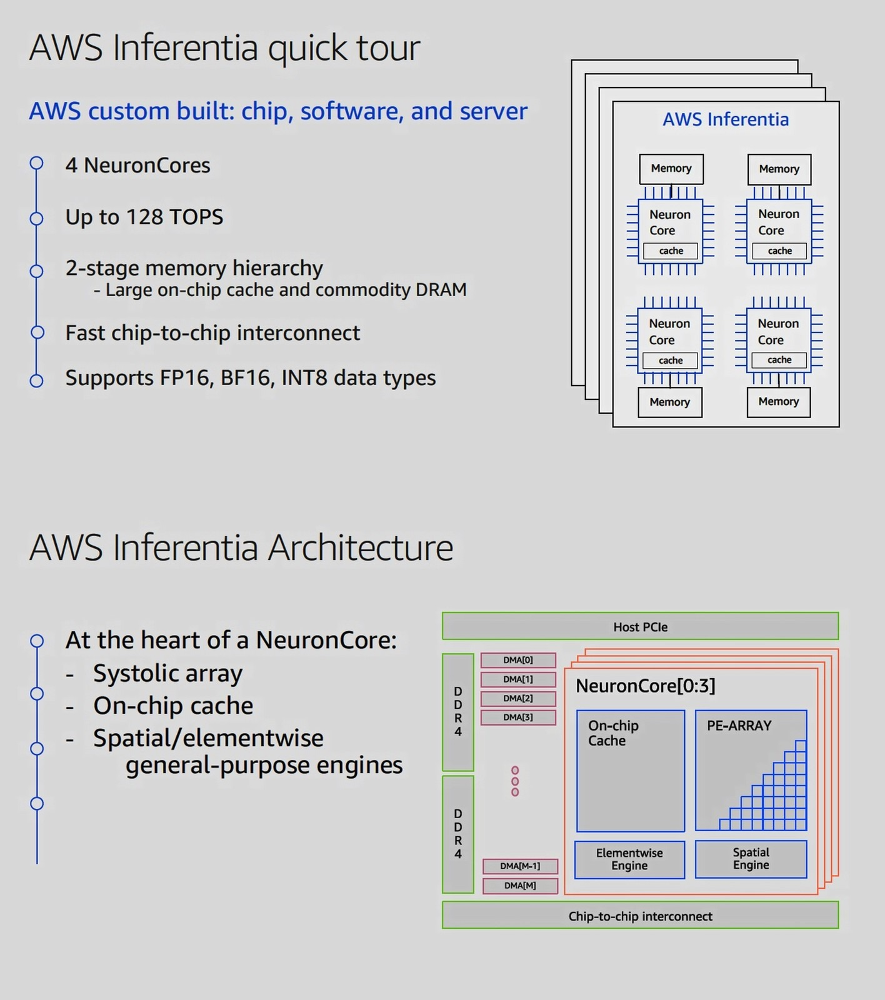 AWS Inferentia quick tour
AWS custom built: chip, software, and server
4 NeuronCores
Up to 128 TOPS
2-stage memory hierarchy
- Large on-chip cache and commodity DRAM
Fast chip-to-chip interconnect
Supports FP16, BF16, INT8 data types
AWS Inferentia
Memory
Memory
Neuron
Core
cache
Neuron
Core
cache
Neuron
Core
cache
Neuron
Core
cache
Memory
Memory
AWS Inferentia Architecture
At the heart of a NeuronCore:
- Systolic array
- On-chip cache
- Spatial/elementwise
general-purpose engines
Host PCIe
D
D
R
4
D
D
R
4
DMA[0]
DMA[1]
DMA[2]
DMA[3]
DMA[M-1]
DMA[M]
NeuronCore[0:3]
On-chip
Cache
PE-ARRAY
Elementwise
Engine
Spatial
Engine
Chip-to-chip interconnect